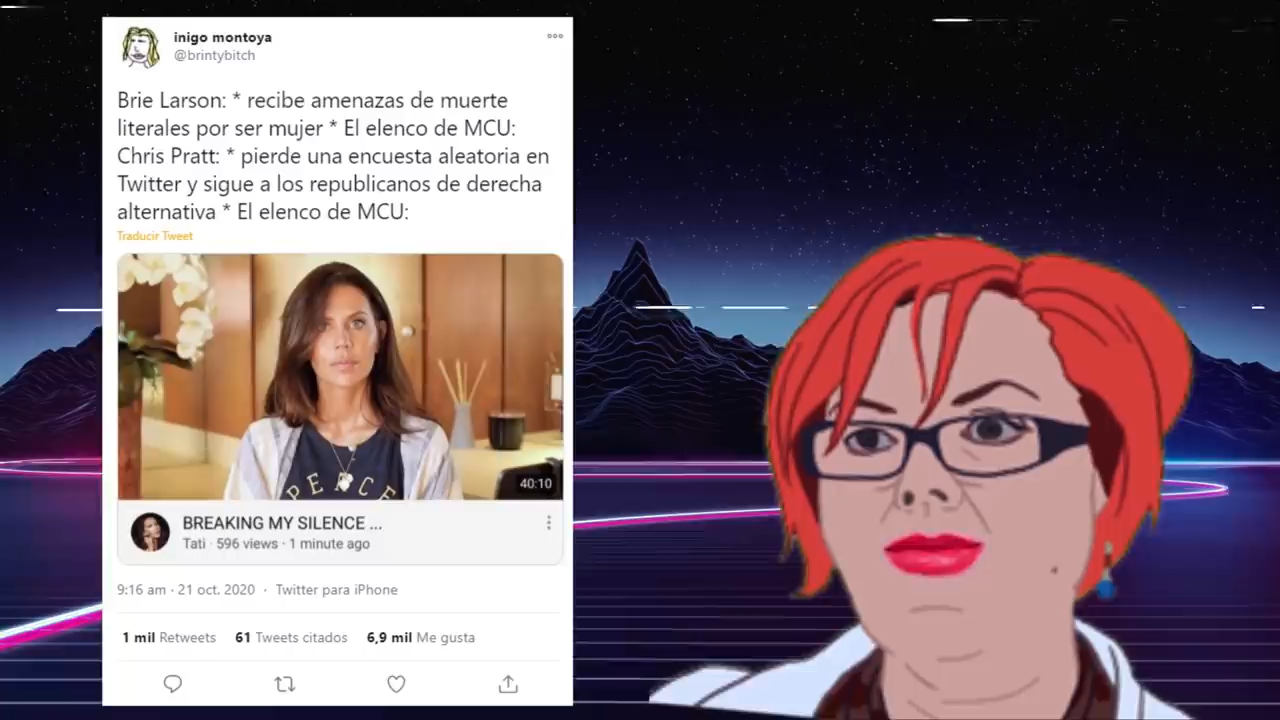 inigo montoya
@brintybitch
Brie Larson: * recibe amenazas de muerte
literales por ser mujer * El elenco de MCU:
Chris Pratt: * pierde una encuesta aleatoria en
Twitter y sigue a los republicanos de derecha
alternativa * El elenco de MCU:
Traducir Tweet
PEACE
40:10
BREAKING MY SILENCE ...
Tati · 596 views · 1 minute ago
9:16 am · 21 oct. 2020 · Twitter para iPhone
1 mil Retweets 61 Tweets citados 6,9 mil Me gusta